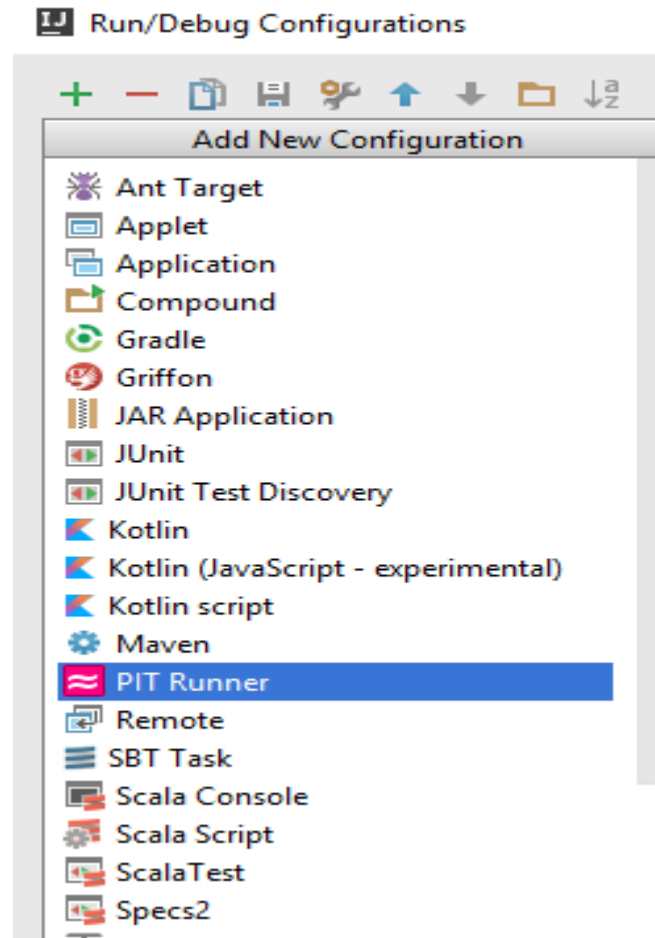 IJ Run/Debug Configurations
a
z
Add New Configuration
Ant Target
Applet
Application
Compound
Gradle
Griffon
JAR Application
JUnit
JUnit Test Discovery
Kotlin
Kotlin (JavaScript - experimental)
Kotlin script
Maven
PIT Runner
Remote
SBT Task
Scala Console
Scala Script
ScalaTest
Specs2